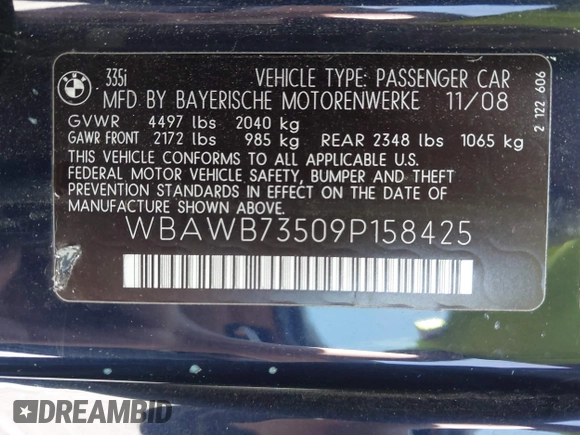 BMW
335i VEHICLE TYPE: PASSENGER CAR
MFD. BY BAYERISCHE MOTORENWERKE 11/08
GVWR 4497 lbs 2040 kg
GAWR FRONT 2172 lbs 985 kg REAR 2348 lbs 1065 kg
THIS VEHICLE CONFORMS TO ALL APPLICABLE U.S.
FEDERAL MOTOR VEHICLE SAFETY, BUMPER AND THEFT
PREVENTION STANDARDS IN EFFECT ON THE DATE OF
MANUFACTURE SHOWN ABOVE.
WBAWB73509P158425
2 122 606
DREAMBID